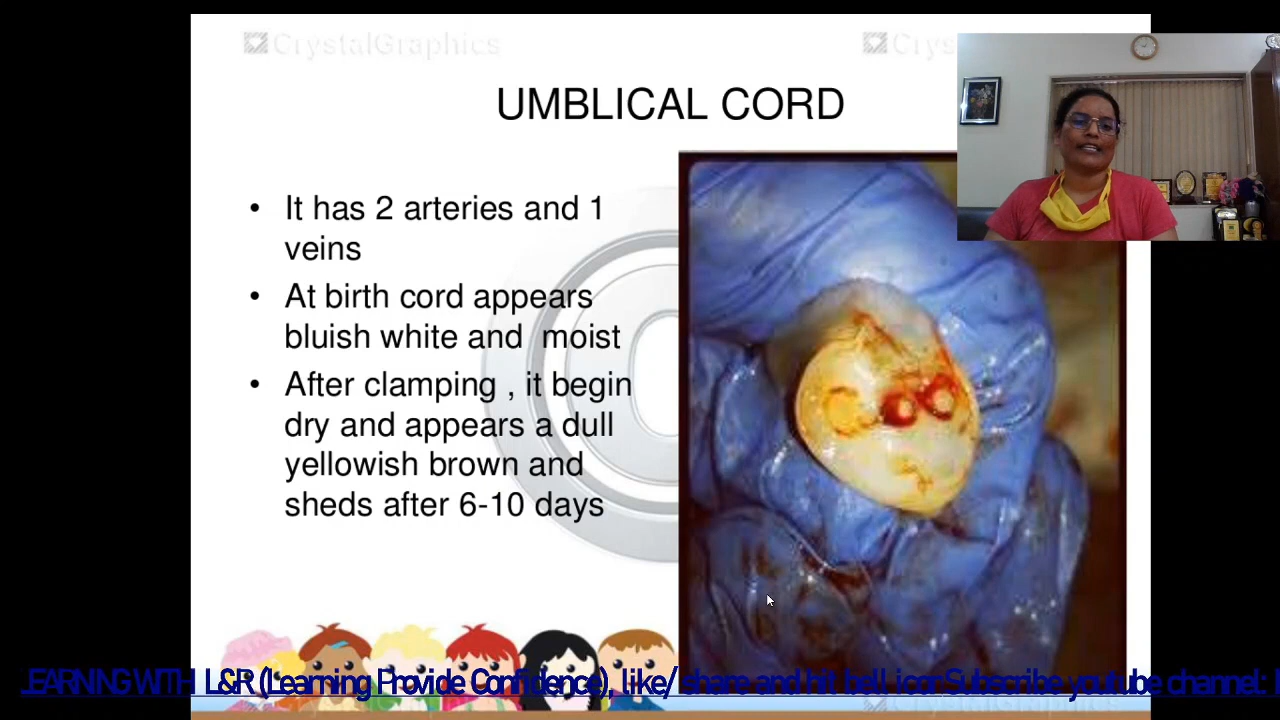 CrystalGraphics
Crys
UMBLICAL CORD
• It has 2 arteries and 1
veins
• At birth cord appears
bluish white and moist
• After clamping , it begin
dry and appears a dull
yellowish brown and
sheds after 6-10 days
LEARNING WITH L&R (Learning Provide Confidence), like/ share and hit bell icon Subscribe youtube channel:
CrystalGraphics